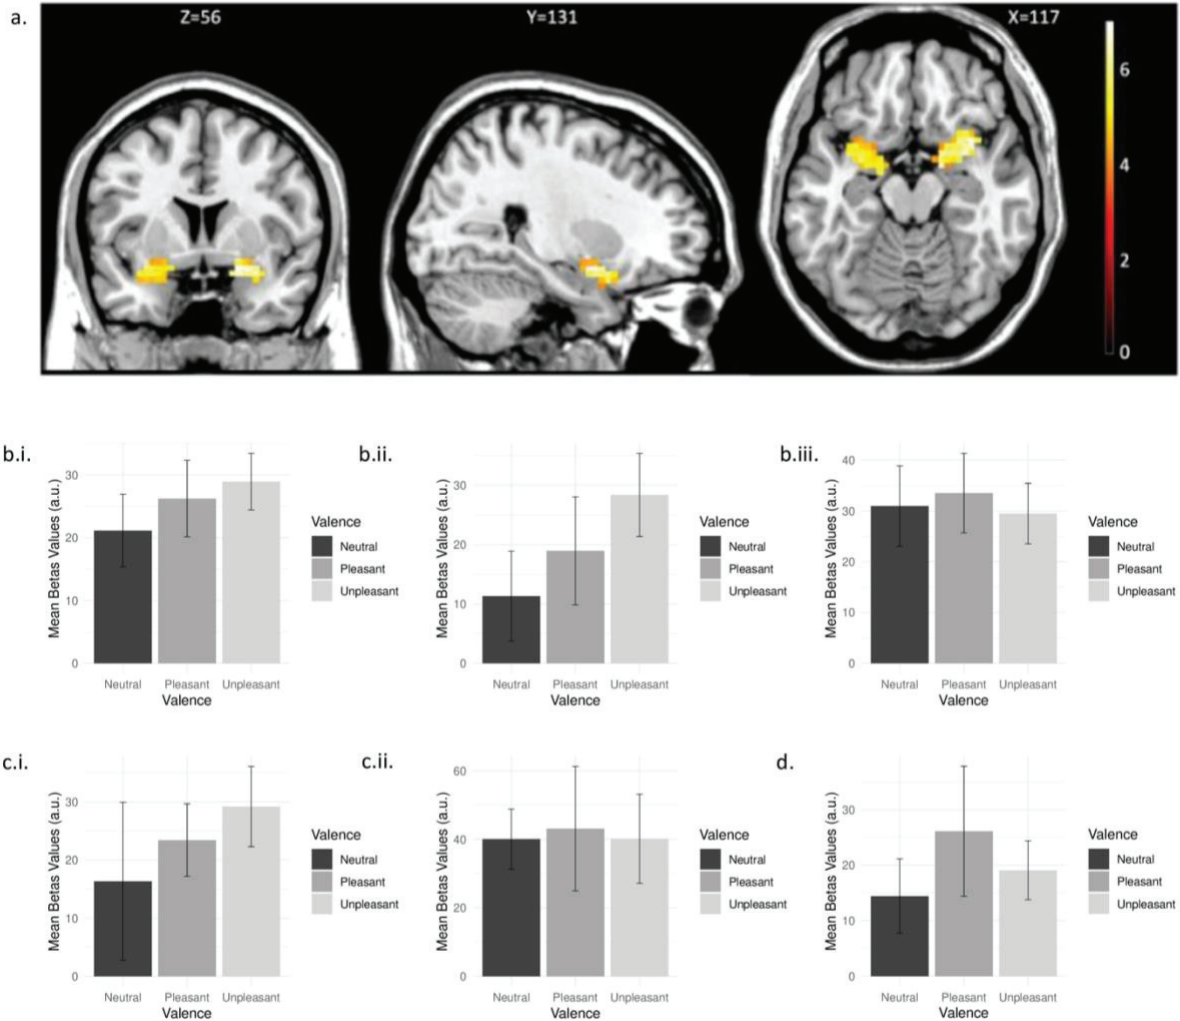 a.
Z=56
Y=131
X=117
6
4
2
0
b.i.
Mean Betas Values (a.u.)
30
20
10
0
Neutral Pleasant Unpleasant
Valence
Valence
Neutral
Pleasant
Unpleasant
b.ii.
Mean Betas Values (a.u.)
30
20
10
0
Neutral Pleasant Unpleasant
Valence
Valence
Neutral
Pleasant
Unpleasant
b.iii.
Mean Betas Values (a.u.)
40
30
20
10
0
Neutral Pleasant Unpleasant
Valence
Valence
Neutral
Pleasant
Unpleasant
c.i.
Mean Betas Values (a.u.)
30
20
10
0
Neutral Pleasant Unpleasant
Valence
Valence
Neutral
Pleasant
Unpleasant
c.ii.
Mean Betas Values (a.u.)
60
40
20
0
Neutral Pleasant Unpleasant
Valence
Valence
Neutral
Pleasant
Unpleasant
d.
Mean Betas Values (a.u.)
30
20
10
0
Neutral Pleasant Unpleasant
Valence
Valence
Neutral
Pleasant
Unpleasant